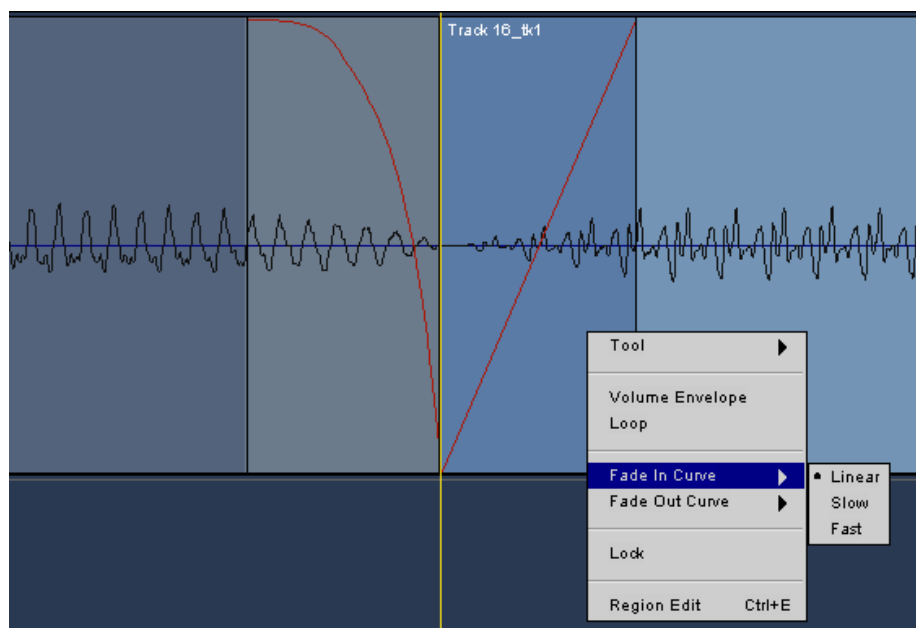 Track 16_tk1
Tool
Volume Envelope
Loop
Fade In Curve
Linear
Slow
Fast
Fade Out Curve
Lock
Region Edit Ctrl+E